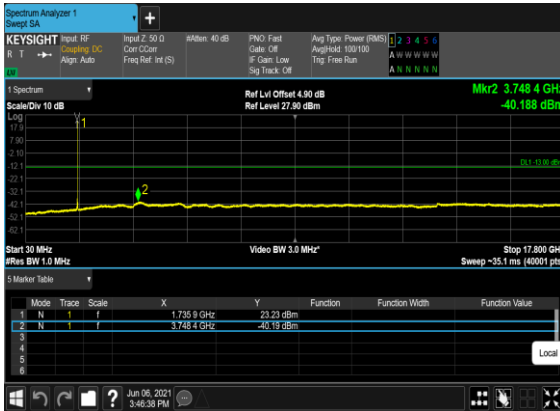 Spectrum Analyzer 1
Swept SA
+
KEYSIGHT Input: RF Input Z: 50 Ω #Atten: 40 dB PNO: Fast Avg Type: Power (RMS) 1 2 3 4 5 6
R T Coupling: DC Corr CCorr Gate: Off Avg|Hold: 100/100 A W W W W W
Align: Auto Freq Ref: Int (S) IF Gain: Low Trig: Free Run
LW Sig Track: Off A N N N N N
1 Spectrum Ref Lvl Offset 4.90 dB Mkr2 3.748 4 GHz
Scale/Div 10 dB Ref Level 27.90 dBm -40.188 dBm
Log
17.9
7.90
-2.10
-12.1
-22.1
-32.1
-42.1
-52.1
-62.1
1
DL1 -13.00 dBm
2
Start 30 MHz Video BW 3.0 MHz* Stop 17.800 GH
#Res BW 1.0 MHz Sweep ~35.1 ms (40001 pts
5 Marker Table
Mode Trace Scale X Y Function Function Width Function Value
1 N 1 f 1.735 9 GHz 23.23 dBm
2 N 1 f 3.748 4 GHz -40.19 dBm
3
4
5
6
Local
? Jun 06, 2021
3:46:38 PM